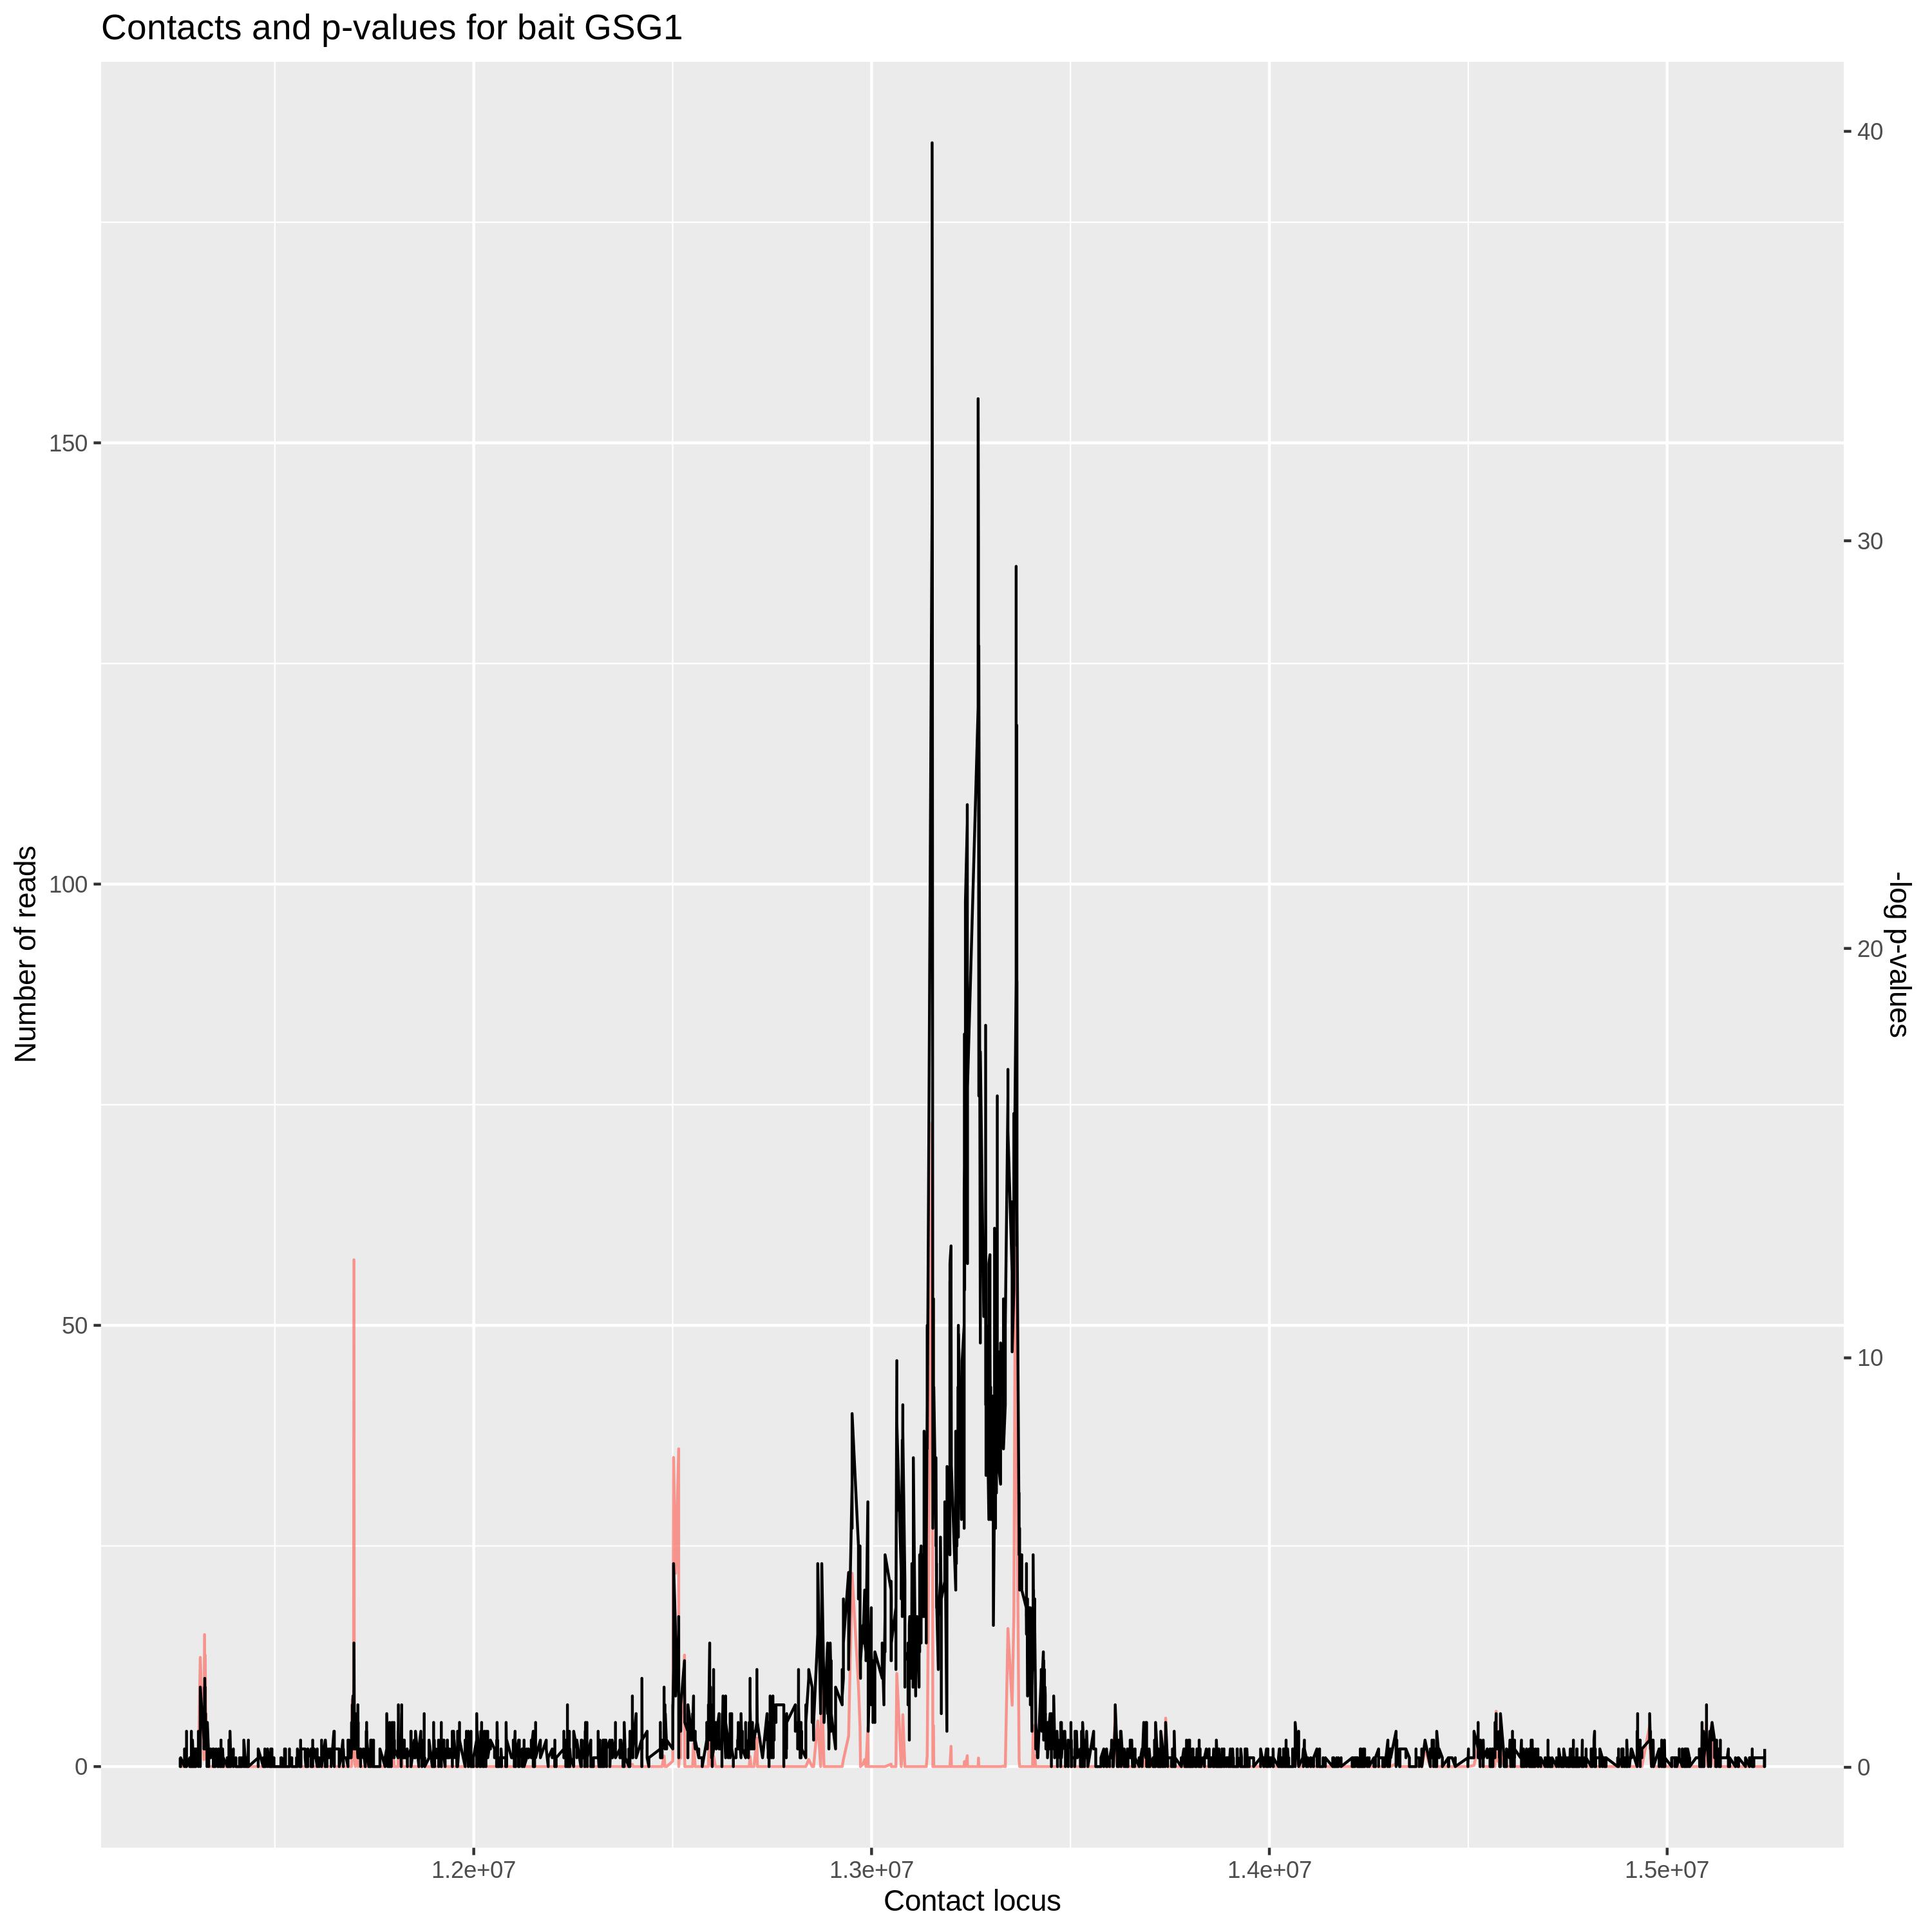 Contacts and p-values for bait GSG1
40
150
30
Number of reads
100
-log p-values
20
50
10
0
0
1.2e+07
1.3e+07
1.4e+07
1.5e+07
Contact locus